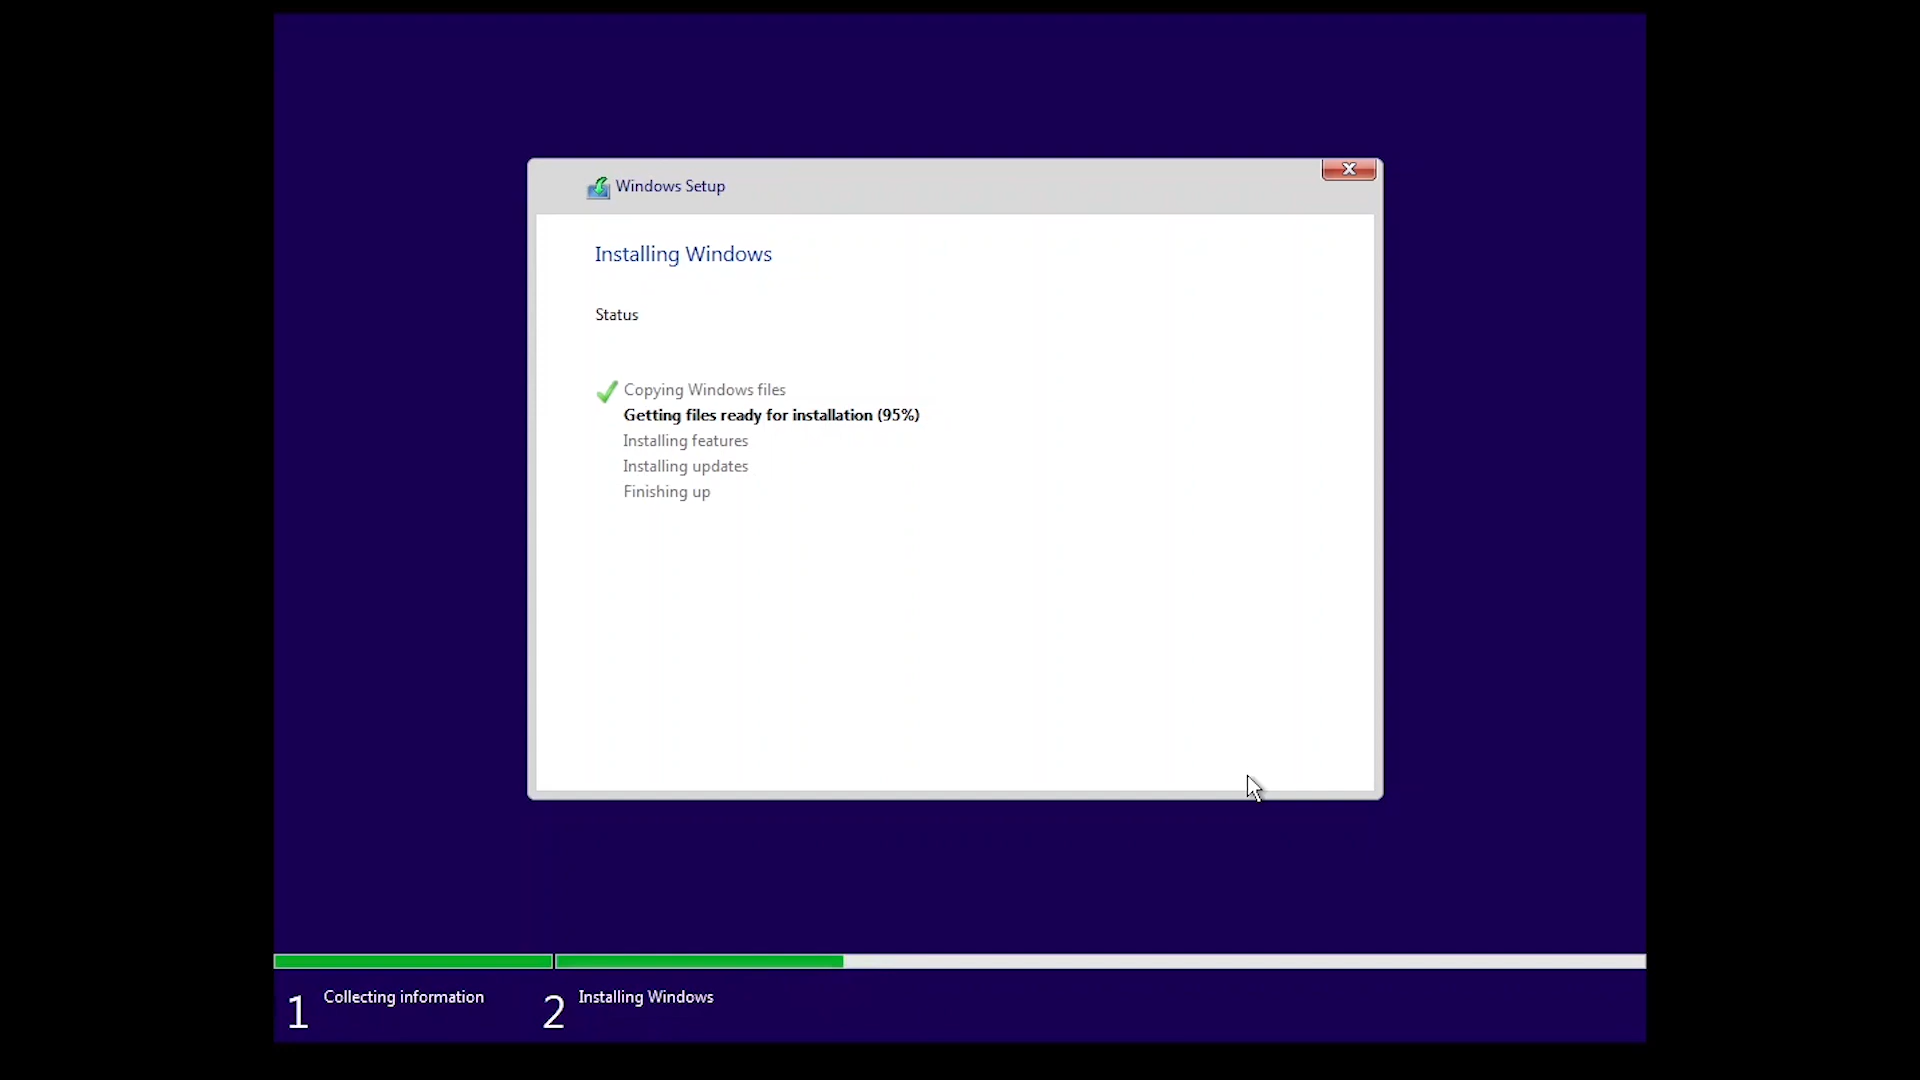 Windows Setup
Installing Windows
Status
Copying Windows files
Getting files ready for installation (95%)
Installing features
Installing updates
Finishing up
1 Collecting information
2 Installing Windows